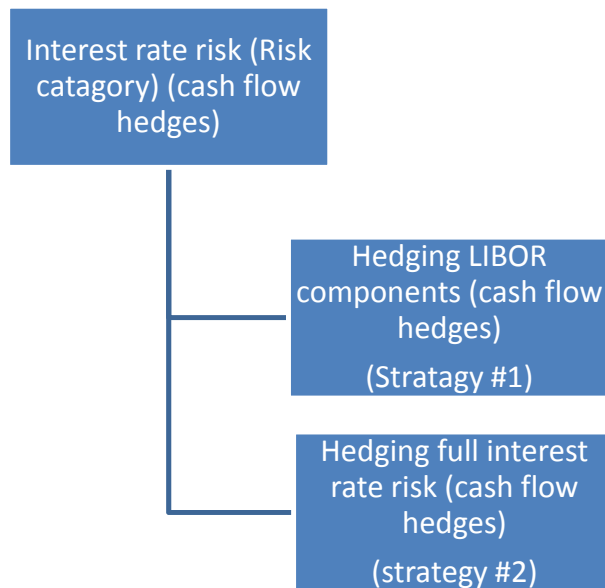 Interest rate risk (Risk
catagory) (cash flow
hedges)
Hedging LIBOR
components (cash flow
hedges)
(Stratagy #1)
Hedging full interest
rate risk (cash flow
hedges)
(strategy #2)